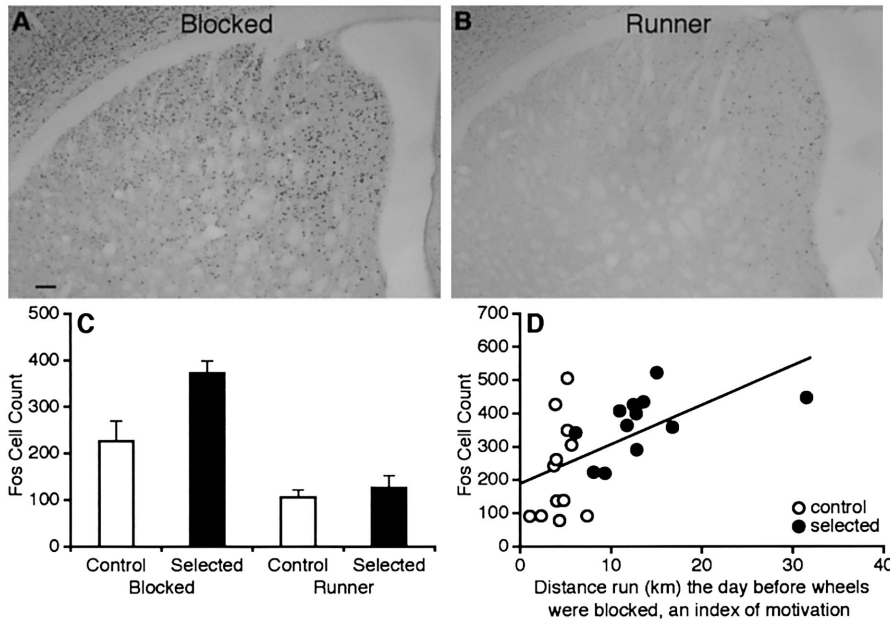 A
Blocked
B
Runner
C
500
400
300
200
100
0
Fos Cell Count
Control Selected Control Selected
Blocked Runner
D
700
600
500
400
300
200
100
0
Fos Cell Count
control
selected
0 10 20 30 40
Distance run (km) the day before wheels
were blocked, an index of motivation